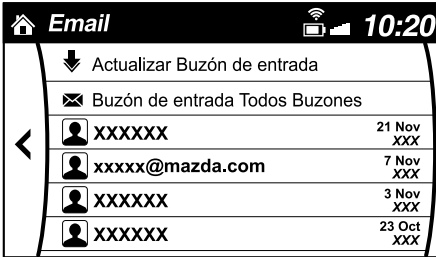 Email 10:20
Actualizar Buzón de entrada
Buzón de entrada Todos Buzones
XXXXXX 21 Nov
XXX
xxxxx@mazda.com 7 Nov
XXX
XXXXXX 3 Nov
XXX
XXXXXX 23 Oct
XXX